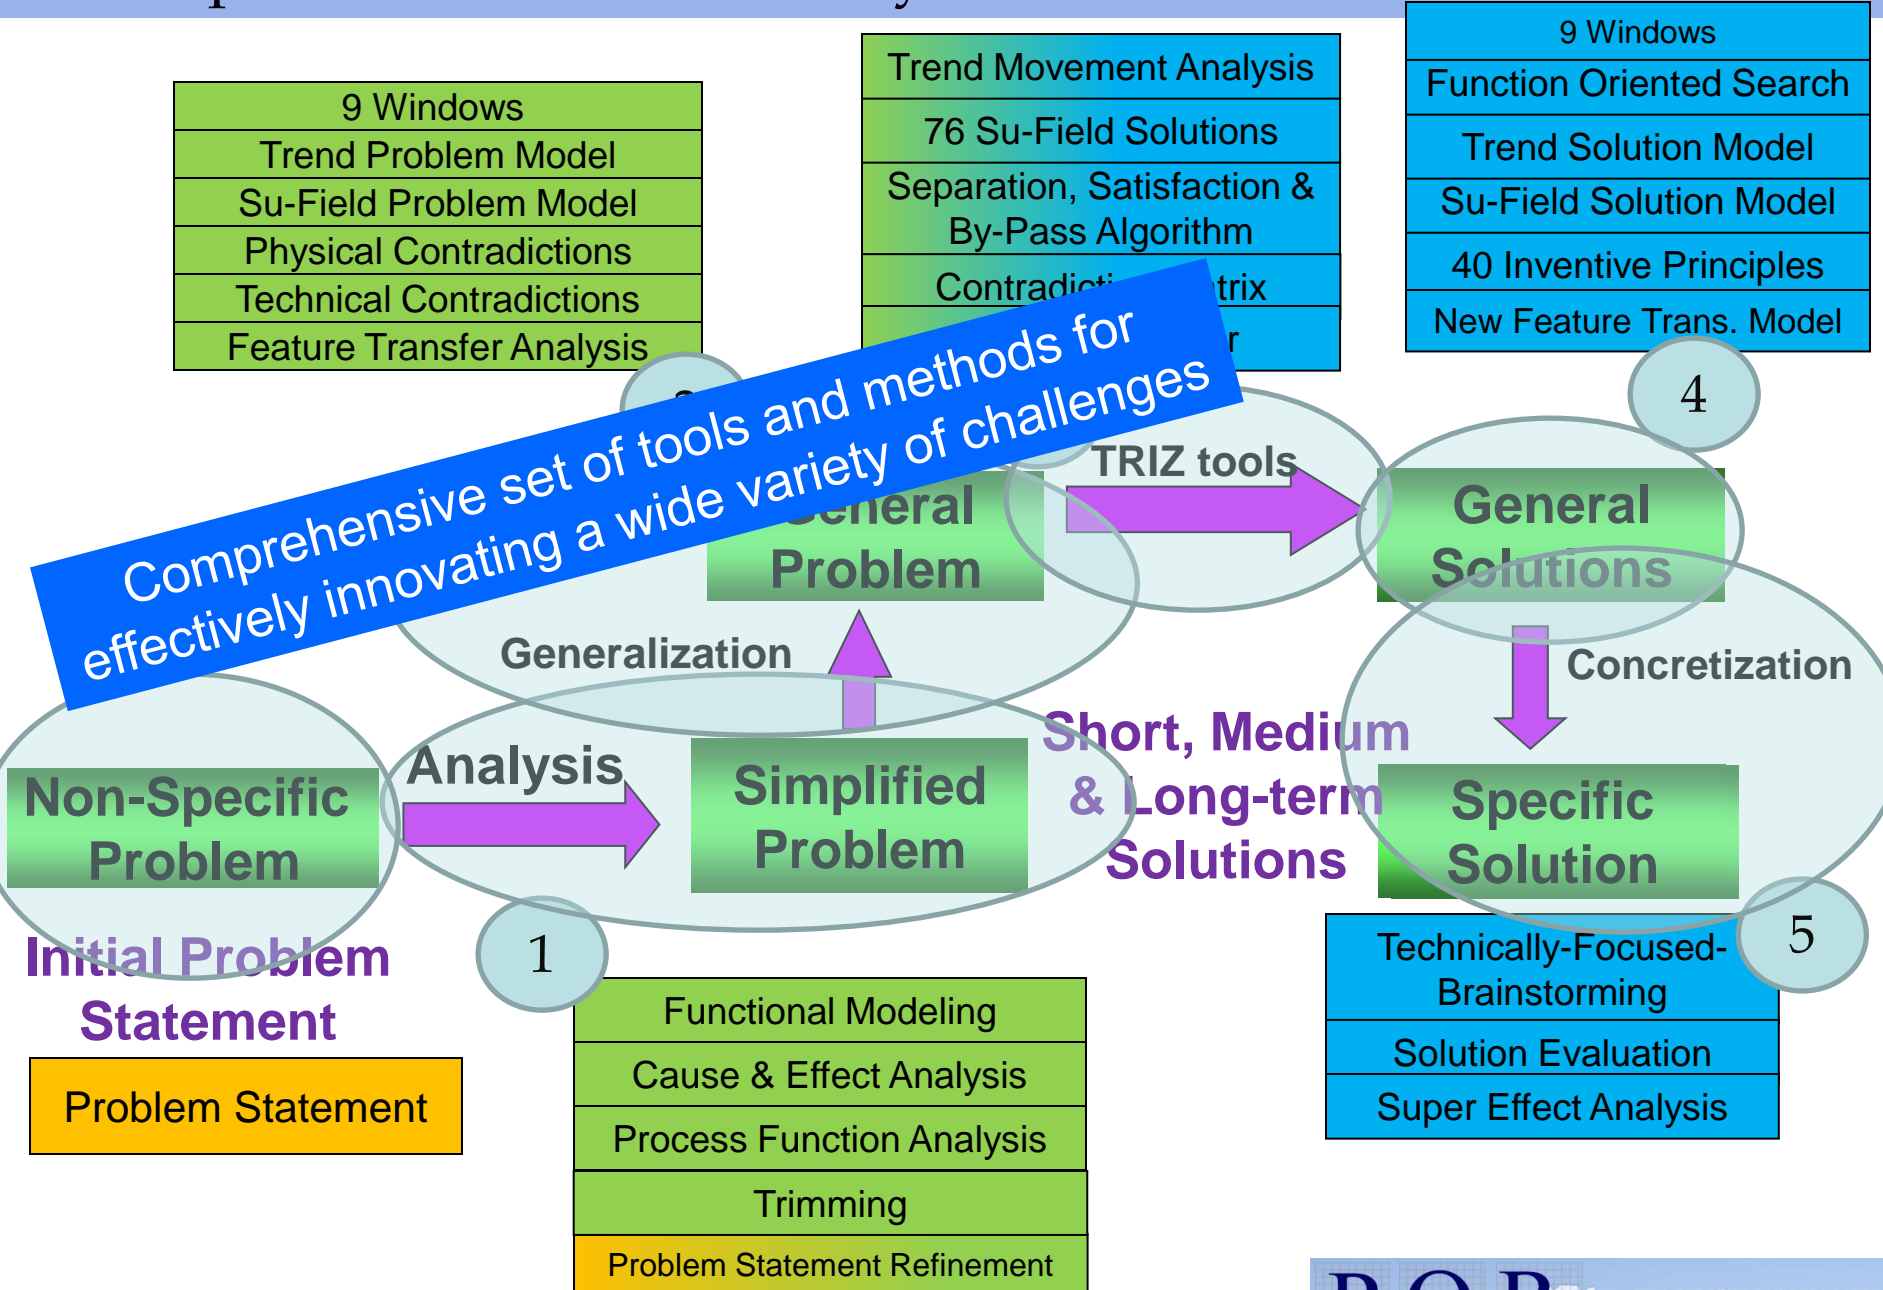 9 Windows
Trend Problem Model
Su-Field Problem Model
Physical Contradictions
Technical Contradictions
Feature Transfer Analysis
Trend Movement Analysis
76 Su-Field Solutions
Separation, Satisfaction &
By-Pass Algorithm
9 Windows
Function Oriented Search
Trend Solution Model
Su-Field Solution Model
40 Inventive Principles
New Feature Trans. Model
Comprehensive set of tools and methods for
effectively innovating a wide variety of challenges
4
TRIZ tools
General
Problem
General
Solutions
Generalization
Concretization
Analysis
Non-Specific
Problem
Simplified
Problem
Short, Medium
& Long-term
Solutions
Specific
Solution
Initial Problem
Statement
1
5
Problem Statement
Functional Modeling
Cause & Effect Analysis
Process Function Analysis
Trimming
Problem Statement Refinement
Technically-Focused-
Brainstorming
Solution Evaluation
Super Effect Analysis